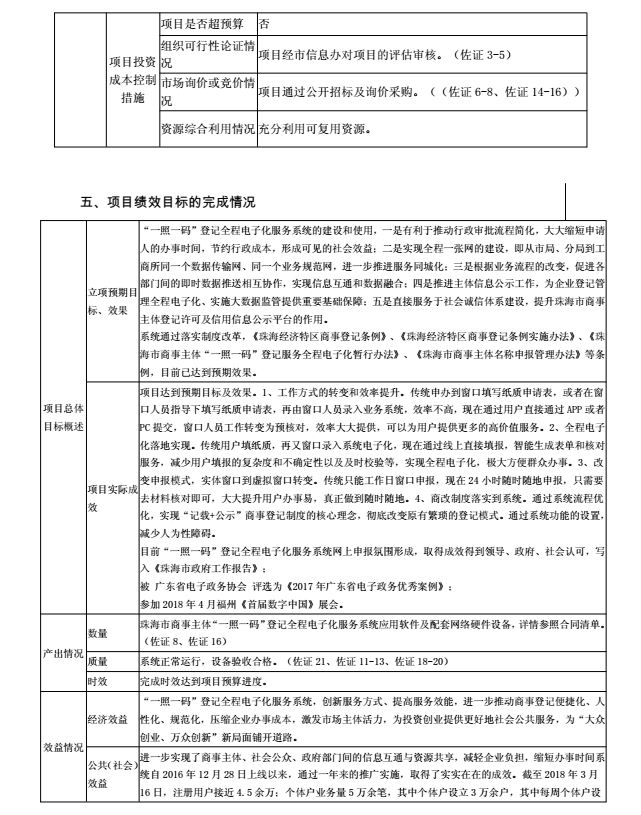 项目是否超预算 否
项目投资
成本控制
措施
组织可行性论证情
况
项目经市信息办对项目的评估审核。（佐证 3-5）
市场询价或竞价情
况
项目通过公开招标及询价采购。（（佐证 6-8、佐证 14-16））
资源综合利用情况 充分利用可复用资源。
五、项目绩效目标的完成情况
项目总体
目标概述
立项预期目
标、效果
“一照一码”登记全程电子化服务系统的建设和使用，一是有利于推动行政审批流程简化，大大缩短申请
人的办事时间，节约行政成本，形成可见的社会效益；二是实现全程一张网的建设，即从市局、分局到工
商所同一个数据传输网、同一个业务规范网，进一步推进服务同城化；三是根据业务流程的改变，促进各
部门间的即时数据推送相互协作，实现信息互通和数据融合；四是推进主体信息公示工作，为企业登记管
理全程电子化、实施大数据监管提供重要基础保障；五是直接服务于社会诚信体系建设，提升珠海市商事
主体登记许可及信用信息公示平台的作用。
系统通过落实制度改革，《珠海经济特区商事登记条例》、《珠海经济特区商事登记条例实施办法》、《珠
海市商事主体“一照一码”登记服务全程电子化暂行办法》、《珠海市商事主体名称申报管理办法》等条
例，目前已达到预期效果。
项目实际成
效
项目达到预期目标及效果。1、工作方式的转变和效率提升。传统申办到窗口填写纸质申请表，或者在窗
口人员指导下填写纸质申请表，再由窗口人员录入业务系统，效率不高，现在通过用户直接通过 APP 或者
PC 提交，窗口人员工作转变为预核对，效率大大提供，可以为用户提供更多的高价值服务。2、全程电子
化落地实现。传统用户填纸质，再又窗口录入系统电子化，现在通过线上直接填报，智能生成表单和核对
服务，减少用户填报的复杂度和不确定性以及及时校验等，实现全程电子化，极大方便群众办事。3、改
变申报模式，实体窗口到虚拟窗口转变。传统只能工作日窗口申报，现在 24 小时随时随地申报，只需要
去材料核对即可，大大提升用户办事易，真正做到随时随地。4、商改制度落实到系统。通过系统流程优
化，实现“记载+公示”商事登记制度的核心理念，彻底改变原有繁琐的登记模式。通过系统功能的设置，
减少人为性障碍。
目前“一照一码”登记全程电子化服务系统网上申报氛围形成，取得成效得到领导、政府、社会认可，写
入《珠海市政府工作报告》；
被 广东省电子政务协会 评选为《2017 年广东省电子政务优秀案例》；
参加 2018 年 4 月福州《首届数字中国》展会。
产出情况
数量
珠海市商事主体“一照一码”登记全程电子化服务系统应用软件及配套网络硬件设备，详情参照合同清单。
（佐证 8、佐证 16）
质量 系统正常运行，设备验收合格。（佐证 21、佐证 11-13、佐证 18-20）
时效 完成时效达到项目预算进度。
效益情况
经济效益
“一照一码”登记全程电子化服务系统，创新服务方式、提高服务效能，进一步推动商事登记便捷化、人
性化、规范化，压缩企业办事成本，激发市场主体活力，为投资创业提供更好地社会公共服务，为“大众
创业、万众创新”新局面铺开道路。
公共（社会）
效益
进一步实现了商事主体、社会公众、政府部门间的信息互通与资源共享，减轻企业负担，缩短办事时间系
统自 2016 年 12 月 28 日上线以来，通过一年来的推广实施，取得了实实在在的成效。截至 2018 年 3 月
16 日，注册用户接近 4.5 余万；个体户业务量 5 万余笔，其中个体户设立 3 万余户，其中每周个体户设